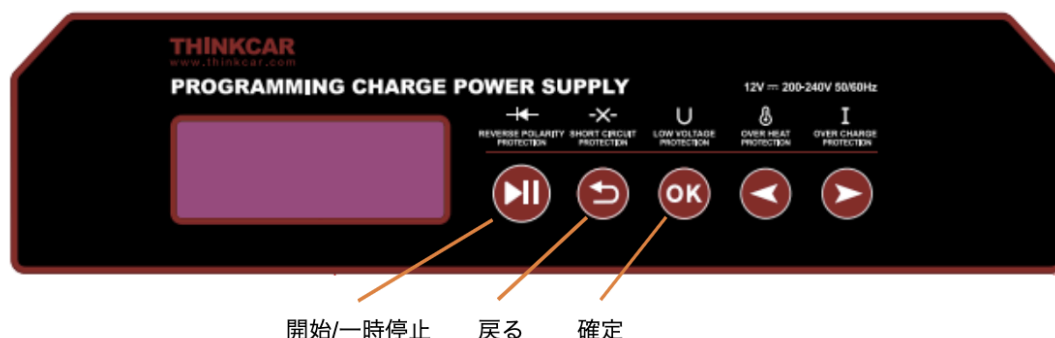 THINKCAR
www.thinkcar.com
PROGRAMMING CHARGE POWER SUPPLY
12V ⎓ 200-240V 50/60Hz
U
I
REVERSE POLARITY PROTECTION
SHORT CIRCUIT PROTECTION
LOW VOLTAGE PROTECTION
OVER HEAT PROTECTION
OVER CHARGE PROTECTION
OK
開始/一時停止
戻る
確定